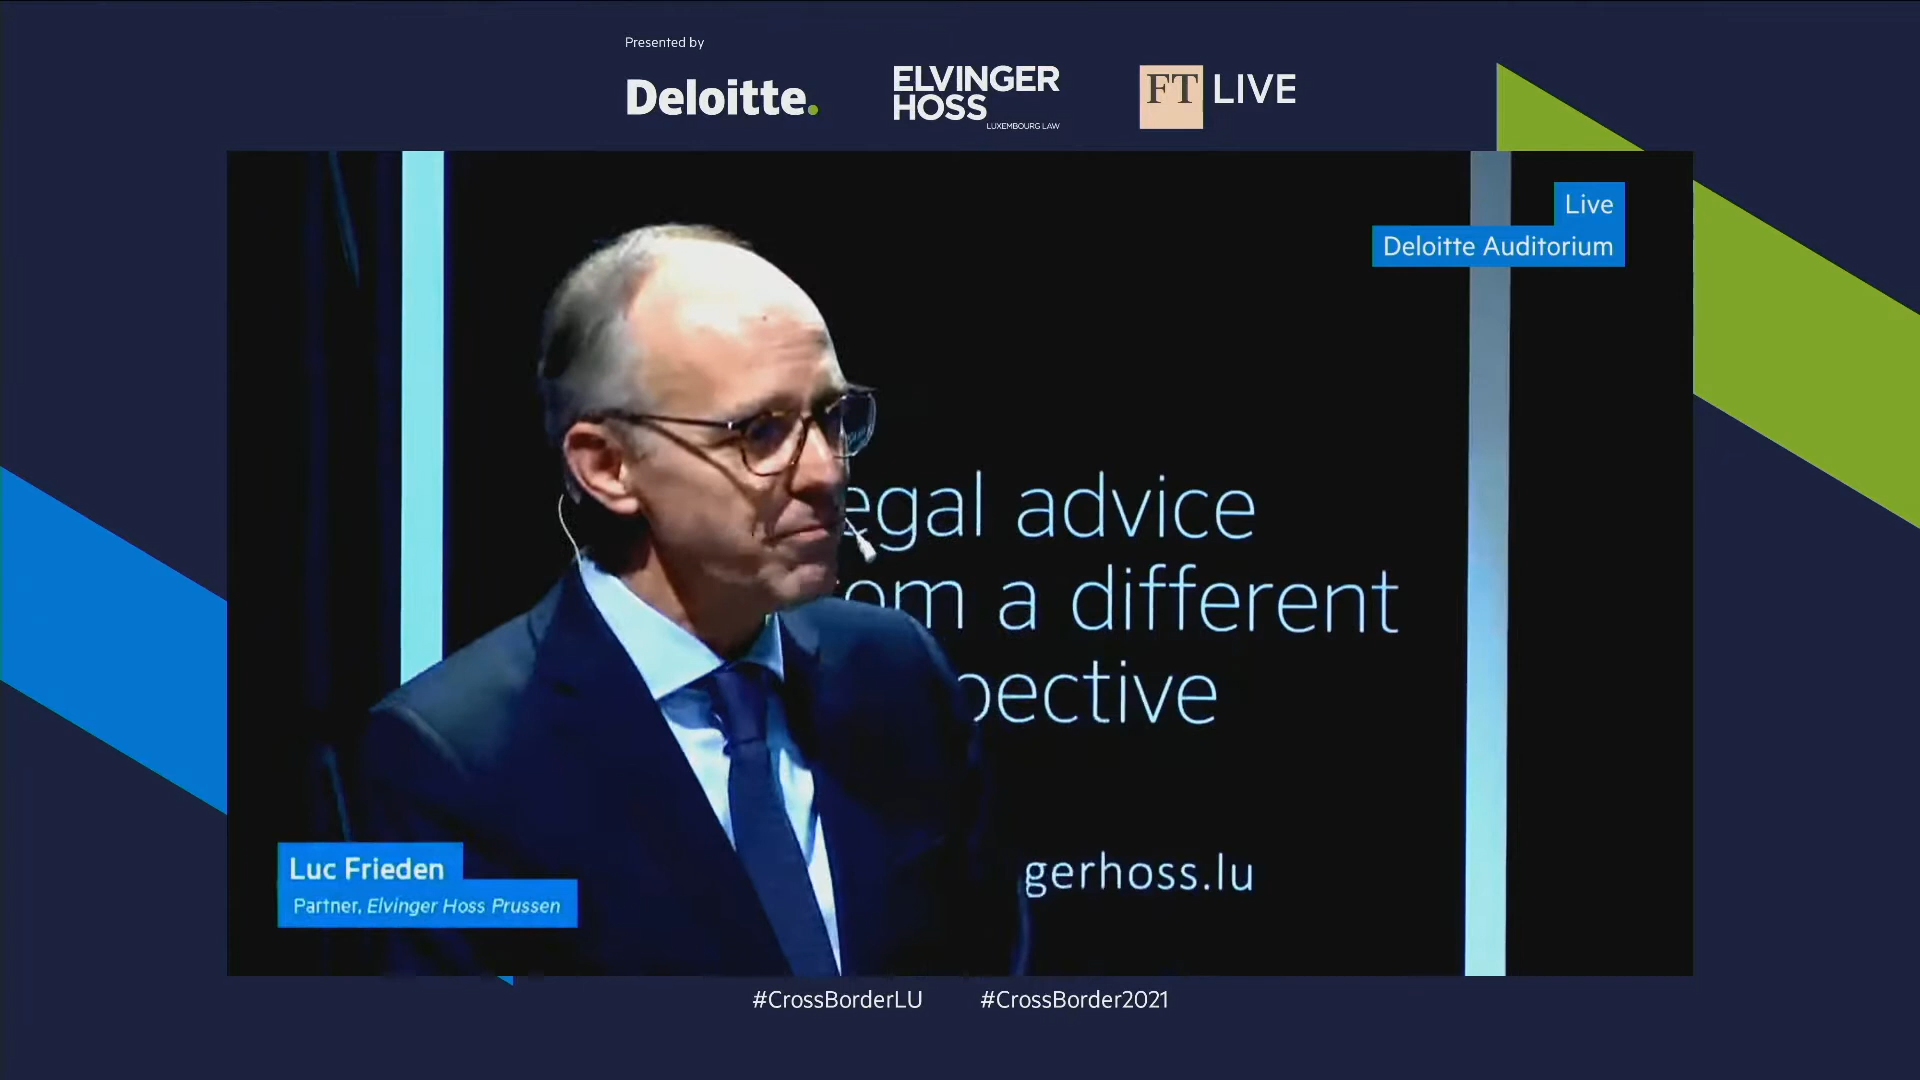 Presented by
Deloitte.
ELVINGER
HOSS
LUXEMBOURG LAW
FT LIVE
Live
Deloitte Auditorium
egal advice
om a different
pective
gerhoss.lu
Luc Frieden
Partner, Elvinger Hoss Prussen
#CrossBorderLU #CrossBorder2021